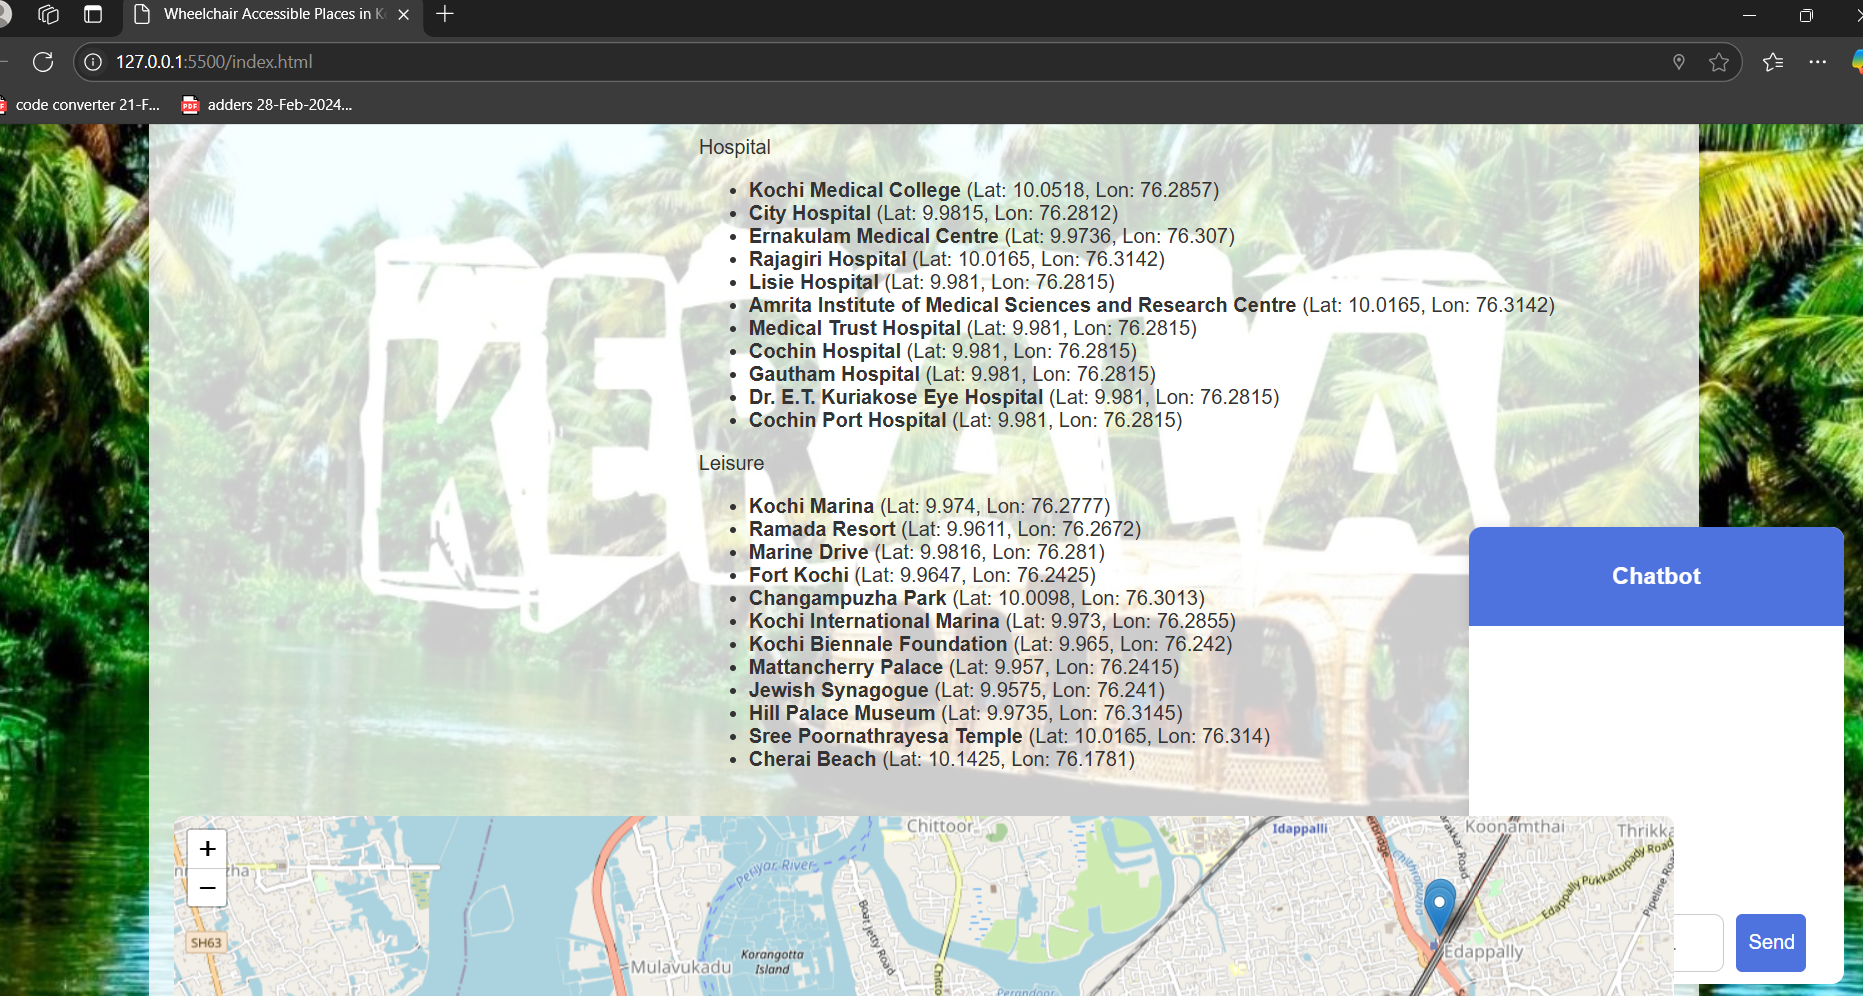 Wheelchair Accessible Places in K
127.0.0.1:5500/index.html
code converter 21-F...
adders 28-Feb-2024...
KERALA
Hospital
• Kochi Medical College (Lat: 10.0518, Lon: 76.2857)
• City Hospital (Lat: 9.9815, Lon: 76.2812)
• Ernakulam Medical Centre (Lat: 9.9736, Lon: 76.307)
• Rajagiri Hospital (Lat: 10.0165, Lon: 76.3142)
• Lisie Hospital (Lat: 9.981, Lon: 76.2815)
• Amrita Institute of Medical Sciences and Research Centre (Lat: 10.0165, Lon: 76.3142)
• Medical Trust Hospital (Lat: 9.981, Lon: 76.2815)
• Cochin Hospital (Lat: 9.981, Lon: 76.2815)
• Gautham Hospital (Lat: 9.981, Lon: 76.2815)
• Dr. E.T. Kuriakose Eye Hospital (Lat: 9.981, Lon: 76.2815)
• Cochin Port Hospital (Lat: 9.981, Lon: 76.2815)
Leisure
• Kochi Marina (Lat: 9.974, Lon: 76.2777)
• Ramada Resort (Lat: 9.9611, Lon: 76.2672)
• Marine Drive (Lat: 9.9816, Lon: 76.281)
• Fort Kochi (Lat: 9.9647, Lon: 76.2425)
• Changampuzha Park (Lat: 10.0098, Lon: 76.3013)
• Kochi International Marina (Lat: 9.973, Lon: 76.2855)
• Kochi Biennale Foundation (Lat: 9.965, Lon: 76.242)
• Mattancherry Palace (Lat: 9.957, Lon: 76.2415)
• Jewish Synagogue (Lat: 9.9575, Lon: 76.241)
• Hill Palace Museum (Lat: 9.9735, Lon: 76.3145)
• Sree Poornathrayesa Temple (Lat: 10.0165, Lon: 76.314)
• Cherai Beach (Lat: 10.1425, Lon: 76.1781)
Chatbot
+
−
Chittoor
Idappalli
Koonamthai
Thrikka
Periyar River
Edappally Pukkattupady Road
Pipeline Roa
Boat Jetty Road
SH63
Mulavukadu
Korangotta
Island
Chitto
Edappally
Perandoor
Send